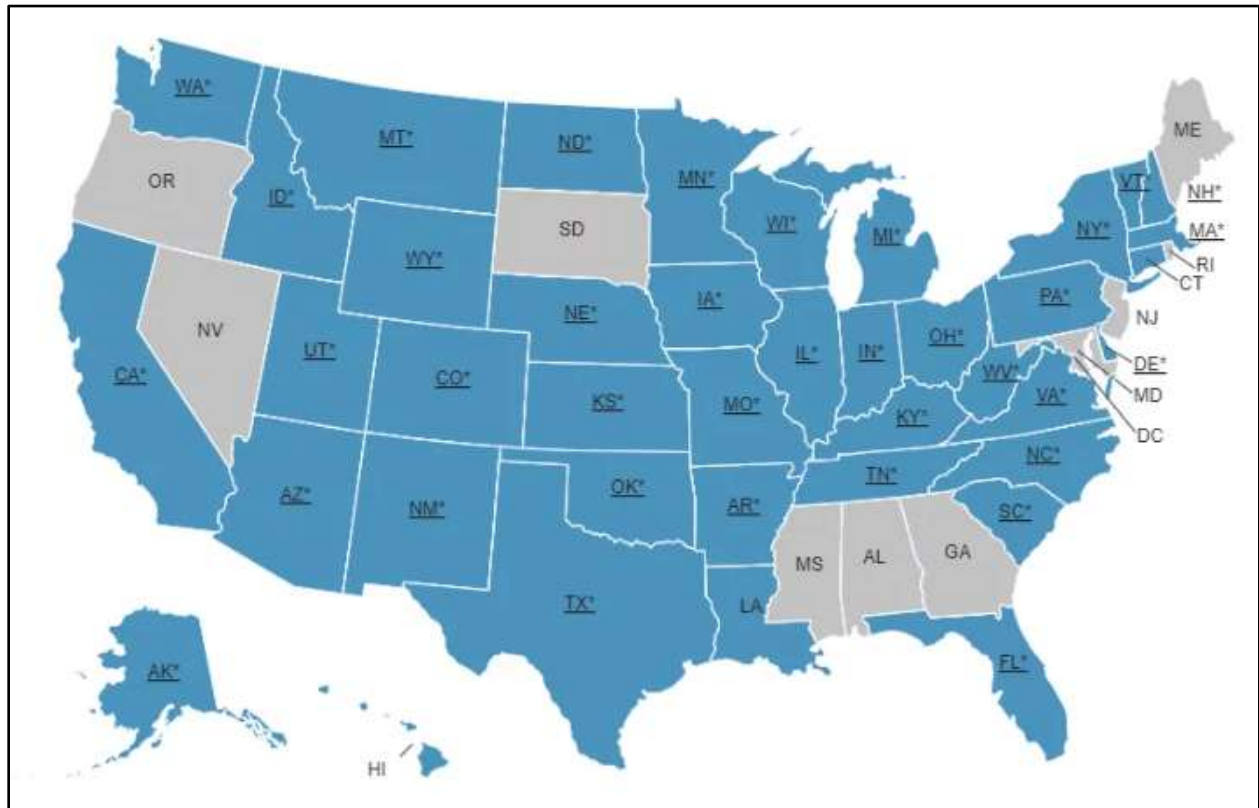 WA*
MT*
ND*
MN*
ME
OR
ID*
SD
WI*
MI*
VT*
NH*
NY*
MA*
RI
CT
WY*
IA*
NE*
PA*
NJ
NV
UT*
CO*
IL*
IN*
OH*
DE*
MD
DC
CA*
KS*
MO*
WV*
VA*
KY*
NC*
AZ*
NM*
OK*
AR*
TN*
SC*
MS
AL
GA
TX*
LA
FL*
AK*
HI